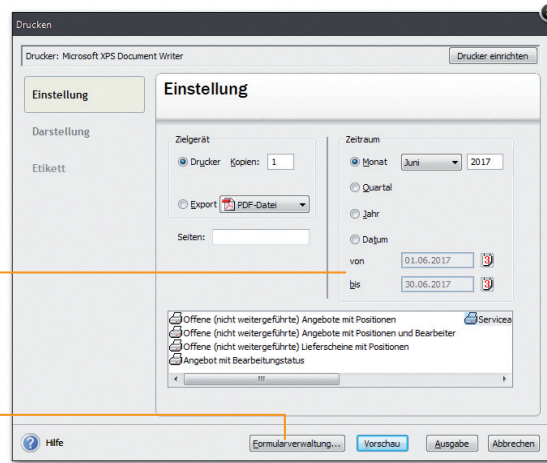 Drucken
Drucker: Microsoft XPS Document Writer
Drucker einrichten
Einstellung
Darstellung
Etikett
Einstellung
Zielgerät
Drucker Kopien: 1
Export PDF-Datei
Seiten:
Zeitraum
Monat Juni 2017
Quartal
Jahr
Datum
von 01.06.2017
bis 30.06.2017
Offene (nicht weitergeführte) Angebote mit Positionen
Servicea
Offene (nicht weitergeführte) Angebote mit Positionen und Bearbeiter
Offene (nicht weitergeführte) Lieferscheine mit Positionen
Angebot mit Bearbeitungstatus
Hilfe
Formularverwaltung...
Vorschau
Ausgabe
Abbrechen